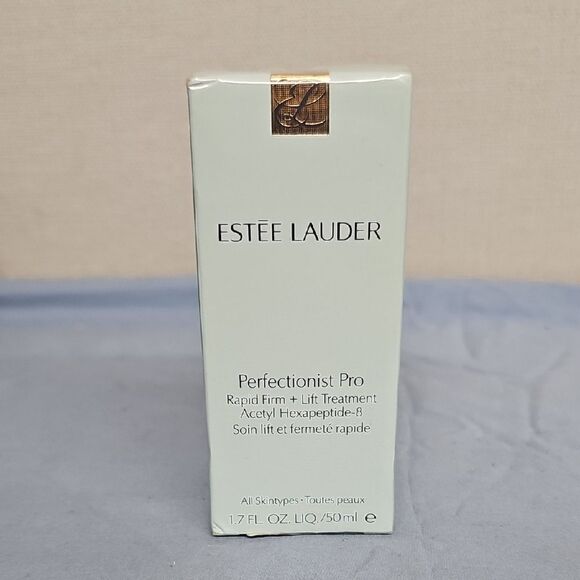 EL
ESTĒE LAUDER
Perfectionist Pro
Rapid Firm + Lift Treatment
Acetyl Hexapeptide-8
Soin lift et fermeté rapide
All Skintypes • Toutes peaux
1.7 FL. OZ. LIQ./50 ml e